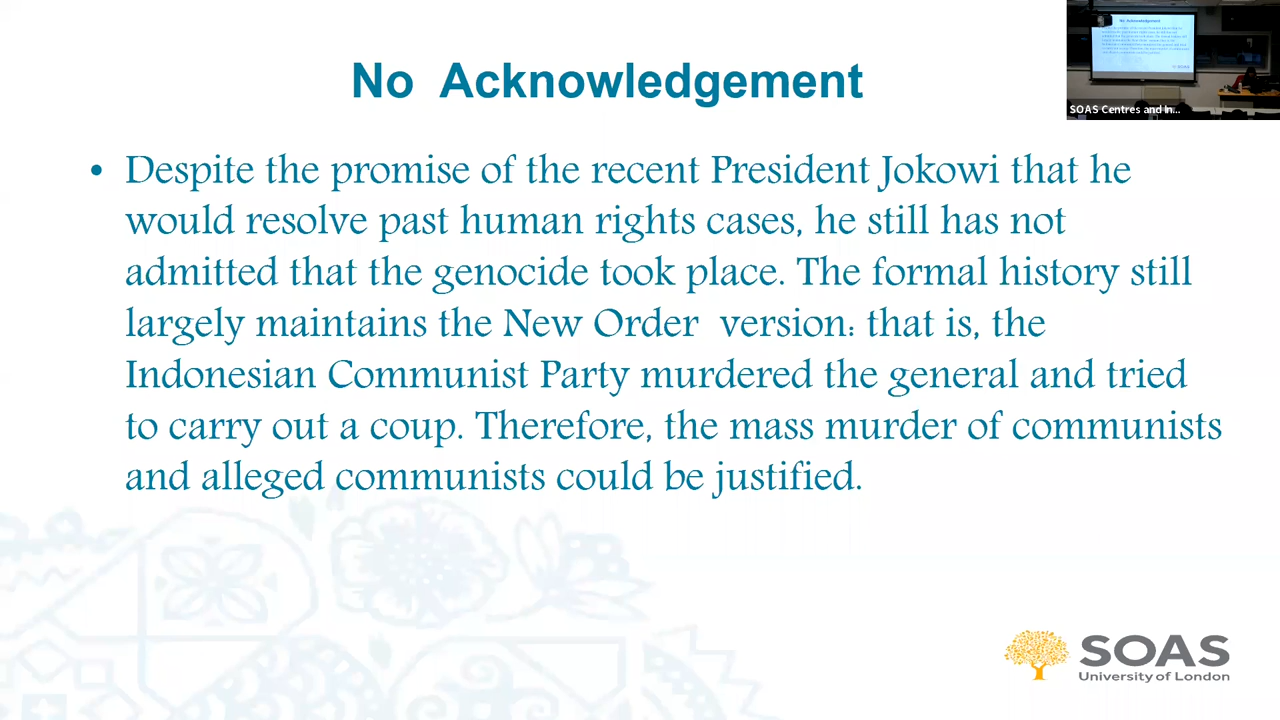 No  Acknowledgement
SOAS Centres and In...
• Despite the promise of the recent President Jokowi that he
would resolve past human rights cases, he still has not
admitted that the genocide took place. The formal history still
largely maintains the New Order  version: that is, the
Indonesian Communist Party murdered the general and tried
to carry out a coup. Therefore, the mass murder of communists
and alleged communists could be justified.
SOAS
University of London